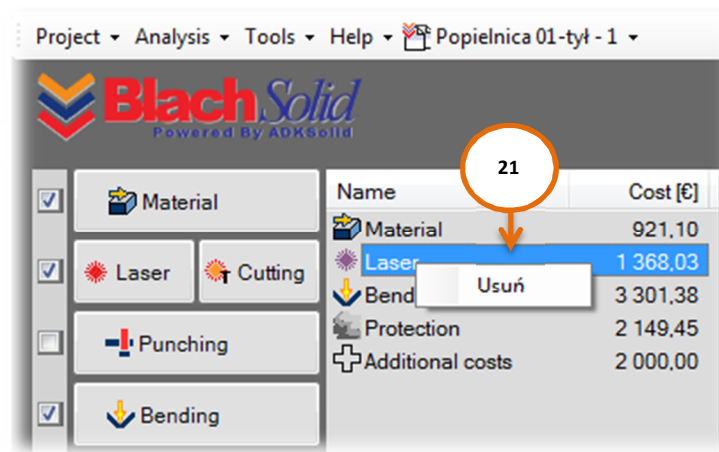 Project Analysis Tools Help Popielnica 01-tył - 1
Blach Solid
Powered By ADKSolid
21
Material
Laser Cutting
Punching
Bending
Name Cost [€]
Material 921,10
Laser 1 368,03
Bend 3 301,38
Usuń
Protection 2 149,45
Additional costs 2 000,00